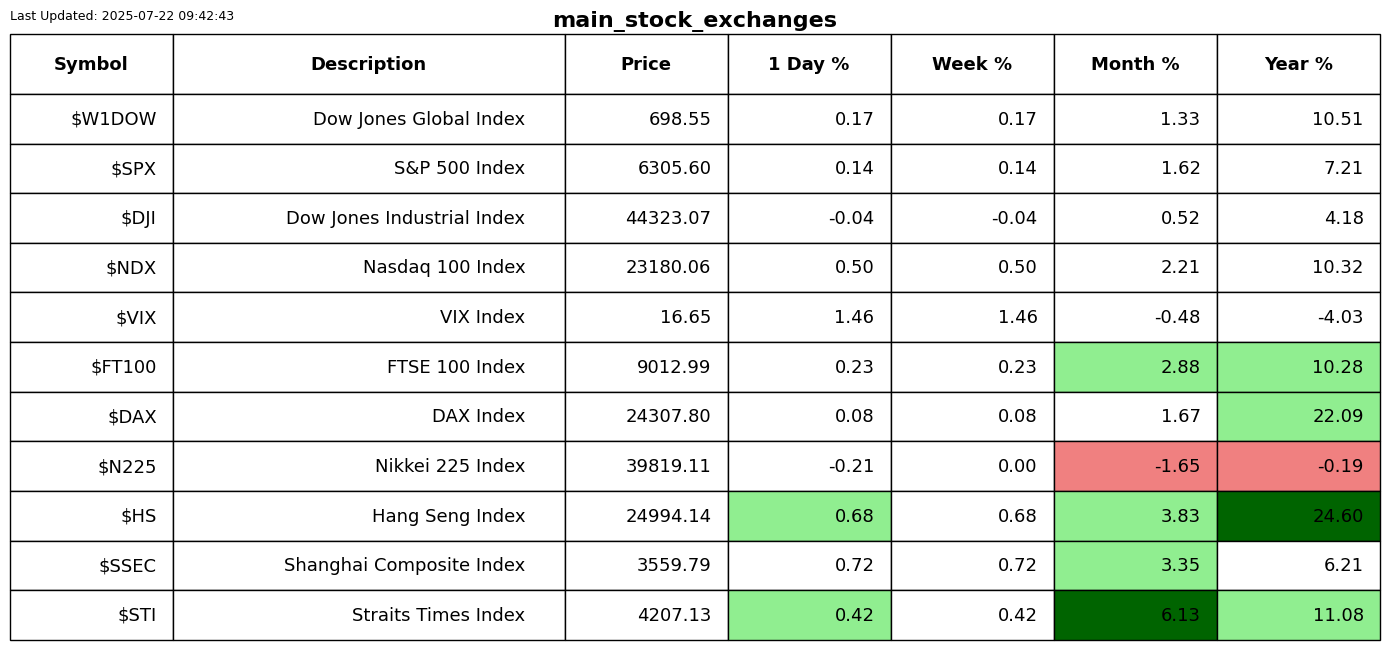 Last Updated: 2025-07-22 09:42:43
main_stock_exchanges
Symbol Description Price 1 Day % Week % Month % Year %
$W1DOW Dow Jones Global Index 698.55 0.17 0.17 1.33 10.51
$SPX S&P 500 Index 6305.60 0.14 0.14 1.62 7.21
$DJI Dow Jones Industrial Index 44323.07 -0.04 -0.04 0.52 4.18
$NDX Nasdaq 100 Index 23180.06 0.50 0.50 2.21 10.32
$VIX VIX Index 16.65 1.46 1.46 -0.48 -4.03
$FT100 FTSE 100 Index 9012.99 0.23 0.23 2.88 10.28
$DAX DAX Index 24307.80 0.08 0.08 1.67 22.09
$N225 Nikkei 225 Index 39819.11 -0.21 0.00 -1.65 -0.19
$HS Hang Seng Index 24994.14 0.68 0.68 3.83 24.60
$SSEC Shanghai Composite Index 3559.79 0.72 0.72 3.35 6.21
$STI Straits Times Index 4207.13 0.42 0.42 6.13 11.08